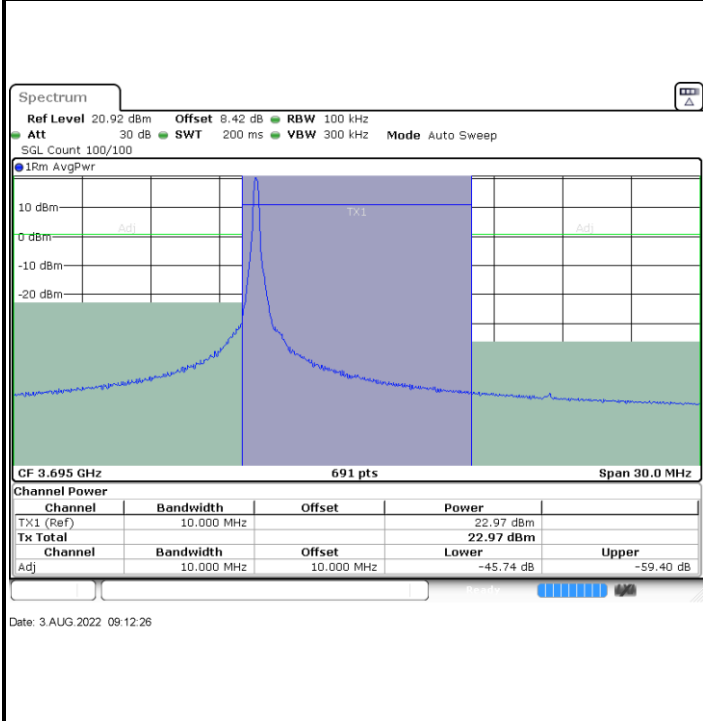 Spectrum
Ref Level 20.92 dBm Offset 8.42 dB RBW 100 kHz
Att 30 dB SWT 200 ms VBW 300 kHz Mode Auto Sweep
SGL Count 100/100
1Rm AvgPwr
10 dBm
TX1
Adj Adj
0 dBm
-10 dBm
-20 dBm
CF 3.695 GHz 691 pts Span 30.0 MHz
Channel Power
Channel Bandwidth Offset Power
TX1 (Ref) 10.000 MHz 22.97 dBm
Tx Total 22.97 dBm
Channel Bandwidth Offset Lower Upper
Adj 10.000 MHz 10.000 MHz -45.74 dB -59.40 dB
Ready
Date: 3.AUG.2022 09:12:26